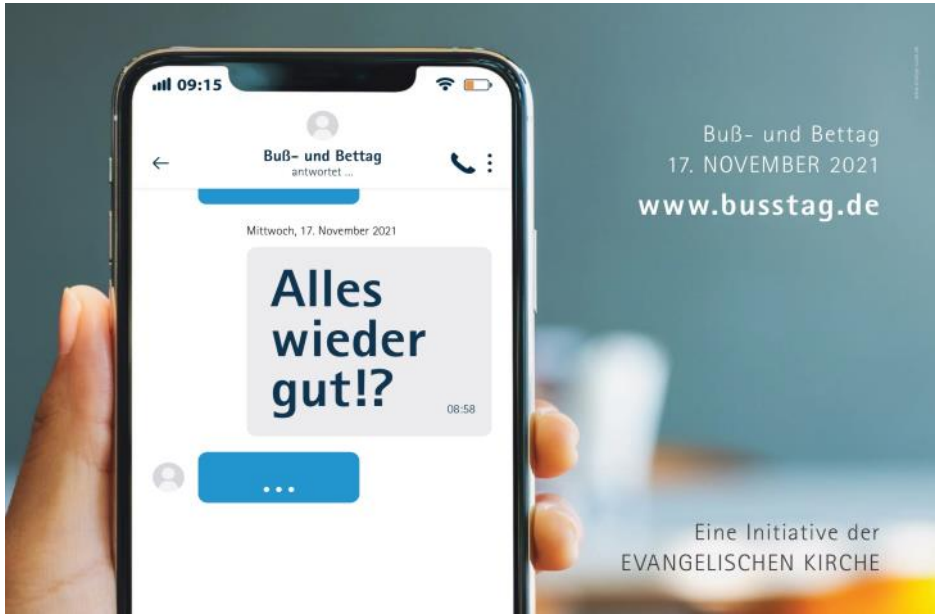 09:15
Buß- und Bettag
antwortet ...
Mittwoch, 17. November 2021
Alles
wieder
gut!?
08:58
...
Buß- und Bettag
17. NOVEMBER 2021
www.busstag.de
Eine Initiative der
EVANGELISCHEN KIRCHE